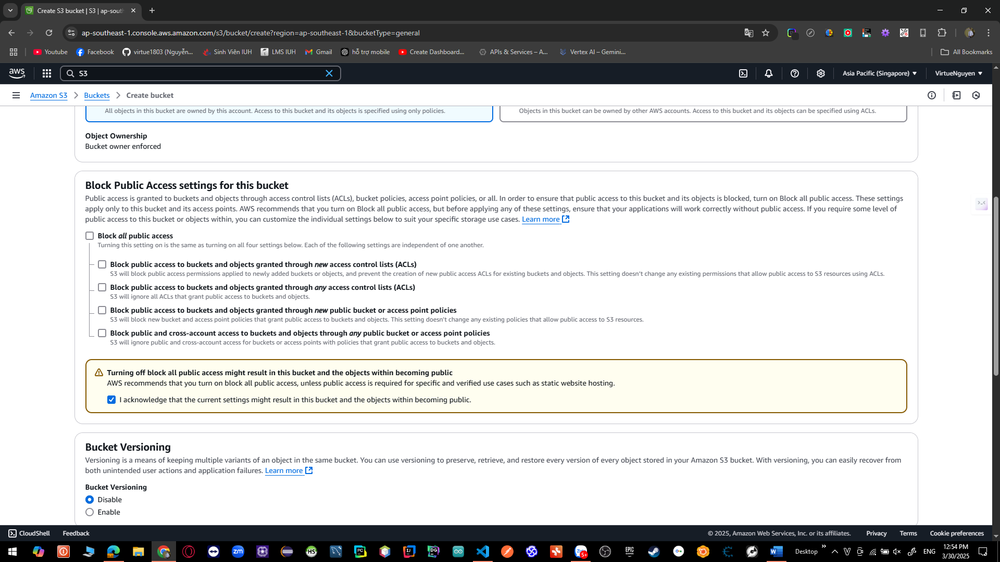 Create S3 bucket | S3 | ap-south
ap-southeast-1.console.aws.amazon.com/s3/bucket/create?region=ap-southeast-1&bucketType=general
Youtube
Facebook
virtue1803 (Nguyễn...
Sinh Viên IUH
LMS IUH
Gmail
hỗ trợ mobile
Create Dashboard...
APIs & Services – A...
Vertex AI – Gemini...
All Bookmarks
aws
S3
Asia Pacific (Singapore)
VirtueNguyen
Amazon S3
Buckets
Create bucket
All objects in this bucket are owned by this account. Access to this bucket and its objects is specified using only policies.
Objects in this bucket can be owned by other AWS accounts. Access to this bucket and its objects can be specified using ACLs.
Object Ownership
Bucket owner enforced
Block Public Access settings for this bucket
Public access is granted to buckets and objects through access control lists (ACLs), bucket policies, access point policies, or all. In order to ensure that public access to this bucket and its objects is blocked, turn on Block all public access. These settings
apply only to this bucket and its access points. AWS recommends that you turn on Block all public access, but before applying any of these settings, ensure that your applications will work correctly without public access. If you require some level of
public access to this bucket or objects within, you can customize the individual settings below to suit your specific storage use cases. Learn more
Block all public access
Turning this setting on is the same as turning on all four settings below. Each of the following settings are independent of one another.
Block public access to buckets and objects granted through new access control lists (ACLs)
S3 will block public access permissions applied to newly added buckets or objects, and prevent the creation of new public access ACLs for existing buckets and objects. This setting doesn't change any existing permissions that allow public access to S3 resources using ACLs.
Block public access to buckets and objects granted through any access control lists (ACLs)
S3 will ignore all ACLs that grant public access to buckets and objects.
Block public access to buckets and objects granted through new public bucket or access point policies
S3 will block new bucket and access point policies that grant public access to buckets and objects. This setting doesn't change any existing policies that allow public access to S3 resources.
Block public and cross-account access to buckets and objects through any public bucket or access point policies
S3 will ignore public and cross-account access for buckets or access points with policies that grant public access to buckets and objects.
Turning off block all public access might result in this bucket and the objects within becoming public
AWS recommends that you turn on block all public access, unless public access is required for specific and verified use cases such as static website hosting.
I acknowledge that the current settings might result in this bucket and the objects within becoming public.
Bucket Versioning
Versioning is a means of keeping multiple variants of an object in the same bucket. You can use versioning to preserve, retrieve, and restore every version of every object stored in your Amazon S3 bucket. With versioning, you can easily recover from
both unintended user actions and application failures. Learn more
Bucket Versioning
Disable
Enable
CloudShell
Feedback
© 2025, Amazon Web Services, Inc. or its affiliates.
Privacy
Terms
Cookie preferences
zm
HS
PC
IJ
DG
5+
EPIC GAMES
W
Desktop
ENG
12:54 PM
3/30/2025